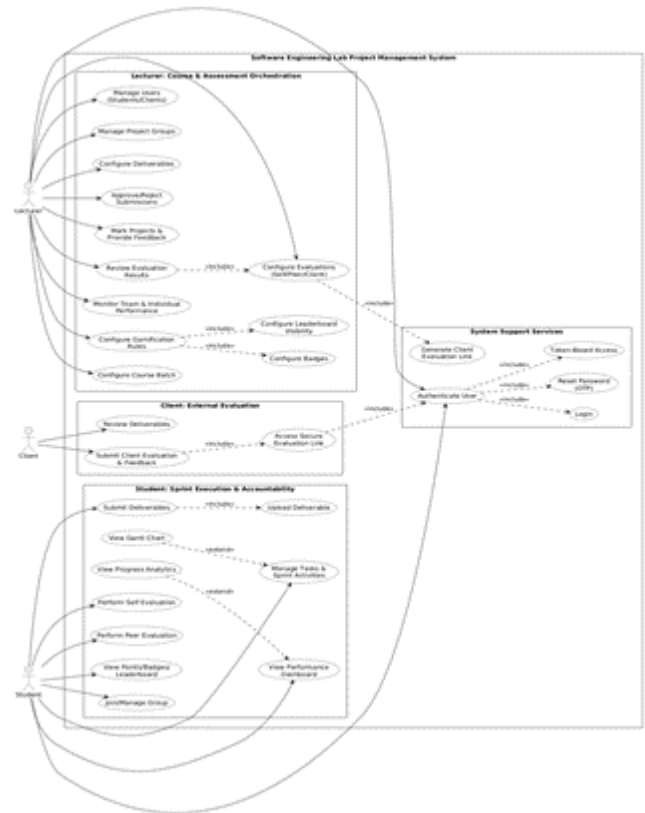 Software Engineering Lab Project Management System
Lecturer: Course & Assessment Orchestration
Manage Users
(Students/Clients)
Manage Project Groups
Configure Deliverables
Approve/Reject
Submissions
Mark Projects &
Provide Feedback
Review Evaluation
Results
«include»
Configure Evaluations
(Self/Peer/Client)
Monitor Team & Individual
Performance
Configure Gamification
Rules
«include»
«include»
Configure Leaderboard
Visibility
Configure Badges
Configure Course Batch
Lecturer
«include»
System Support Services
Generate Client
Evaluation Link
Token-Based Access
«include»
Authenticate User
«include»
Reset Password
(OTP)
«include»
Login
Client: External Evaluation
Review Deliverables
Submit Client Evaluation
& Feedback
«include»
Access Secure
Evaluation Link
«include»
Client
Student: Sprint Execution & Accountability
Submit Deliverables
«include»
Upload Deliverable
View Gantt Chart
«extend»
Manage Tasks &
Sprint Activities
View Progress Analytics
«extend»
Perform Self Evaluation
Perform Peer Evaluation
View Points/Badges/
Leaderboard
View Performance
Dashboard
Join/Manage Group
Student